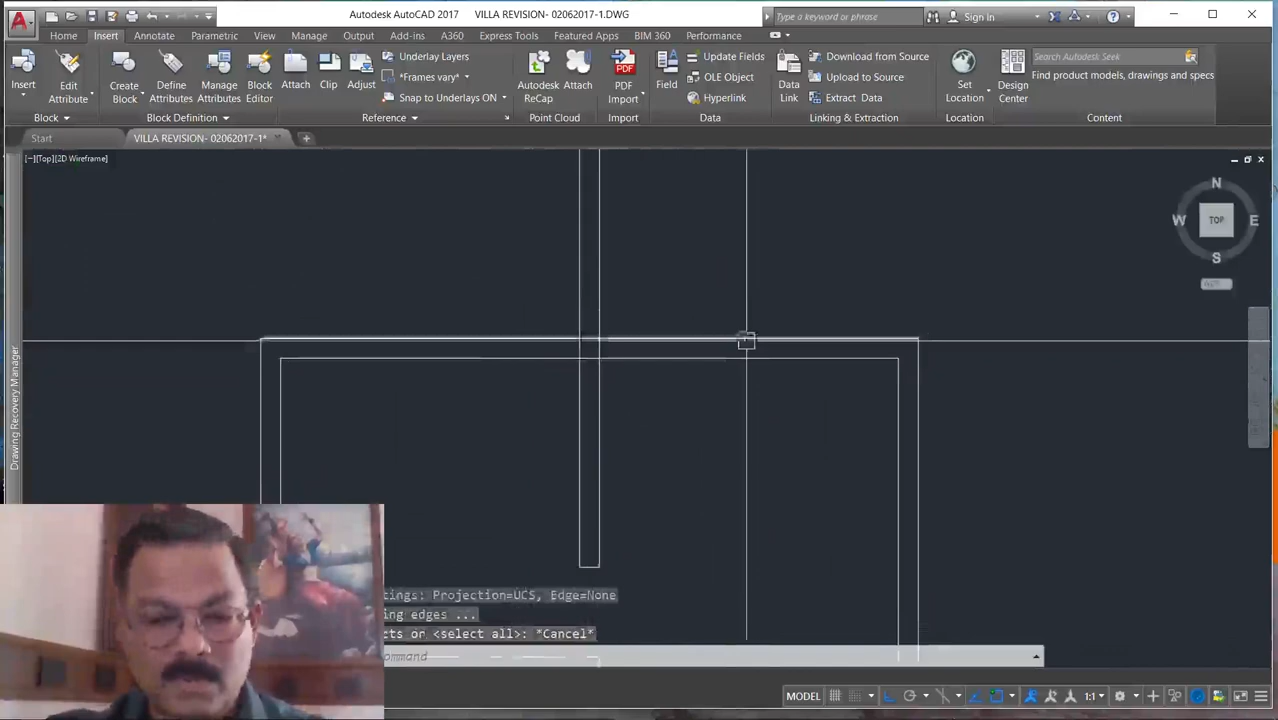 Autodesk AutoCAD 2017 VILLA REVISION- 02062017-1.DWG
Type a keyword or phrase
Sign In
Home Insert Annotate Parametric View Manage Output Add-ins A360 Express Tools Featured Apps BIM 360 Performance
Insert
Edit
Attribute
Block
Create
Block
Define
Attributes
Manage
Attributes
Block
Editor
Block Definition
Attach
Clip
Adjust
Underlay Layers
*Frames vary*
Snap to Underlays ON
Reference
Autodesk
ReCap
Attach
Point Cloud
PDF
PDF
Import
Import
Field
Update Fields
OLE Object
Hyperlink
Data
Data
Link
Download from Source
Upload to Source
Extract Data
Linking & Extraction
Set
Location
Location
Design
Center
Search Autodesk Seek
Find product models, drawings and specs
Content
Start
VILLA REVISION- 02062017-1*
[−][Top][2D Wireframe]
N
W
TOP
E
S
Drawing Recovery Manager
tings: Projection=UCS, Edge=None
ing edges ...
cts or <select all>: *Cancel*
ommand
MODEL
1:1